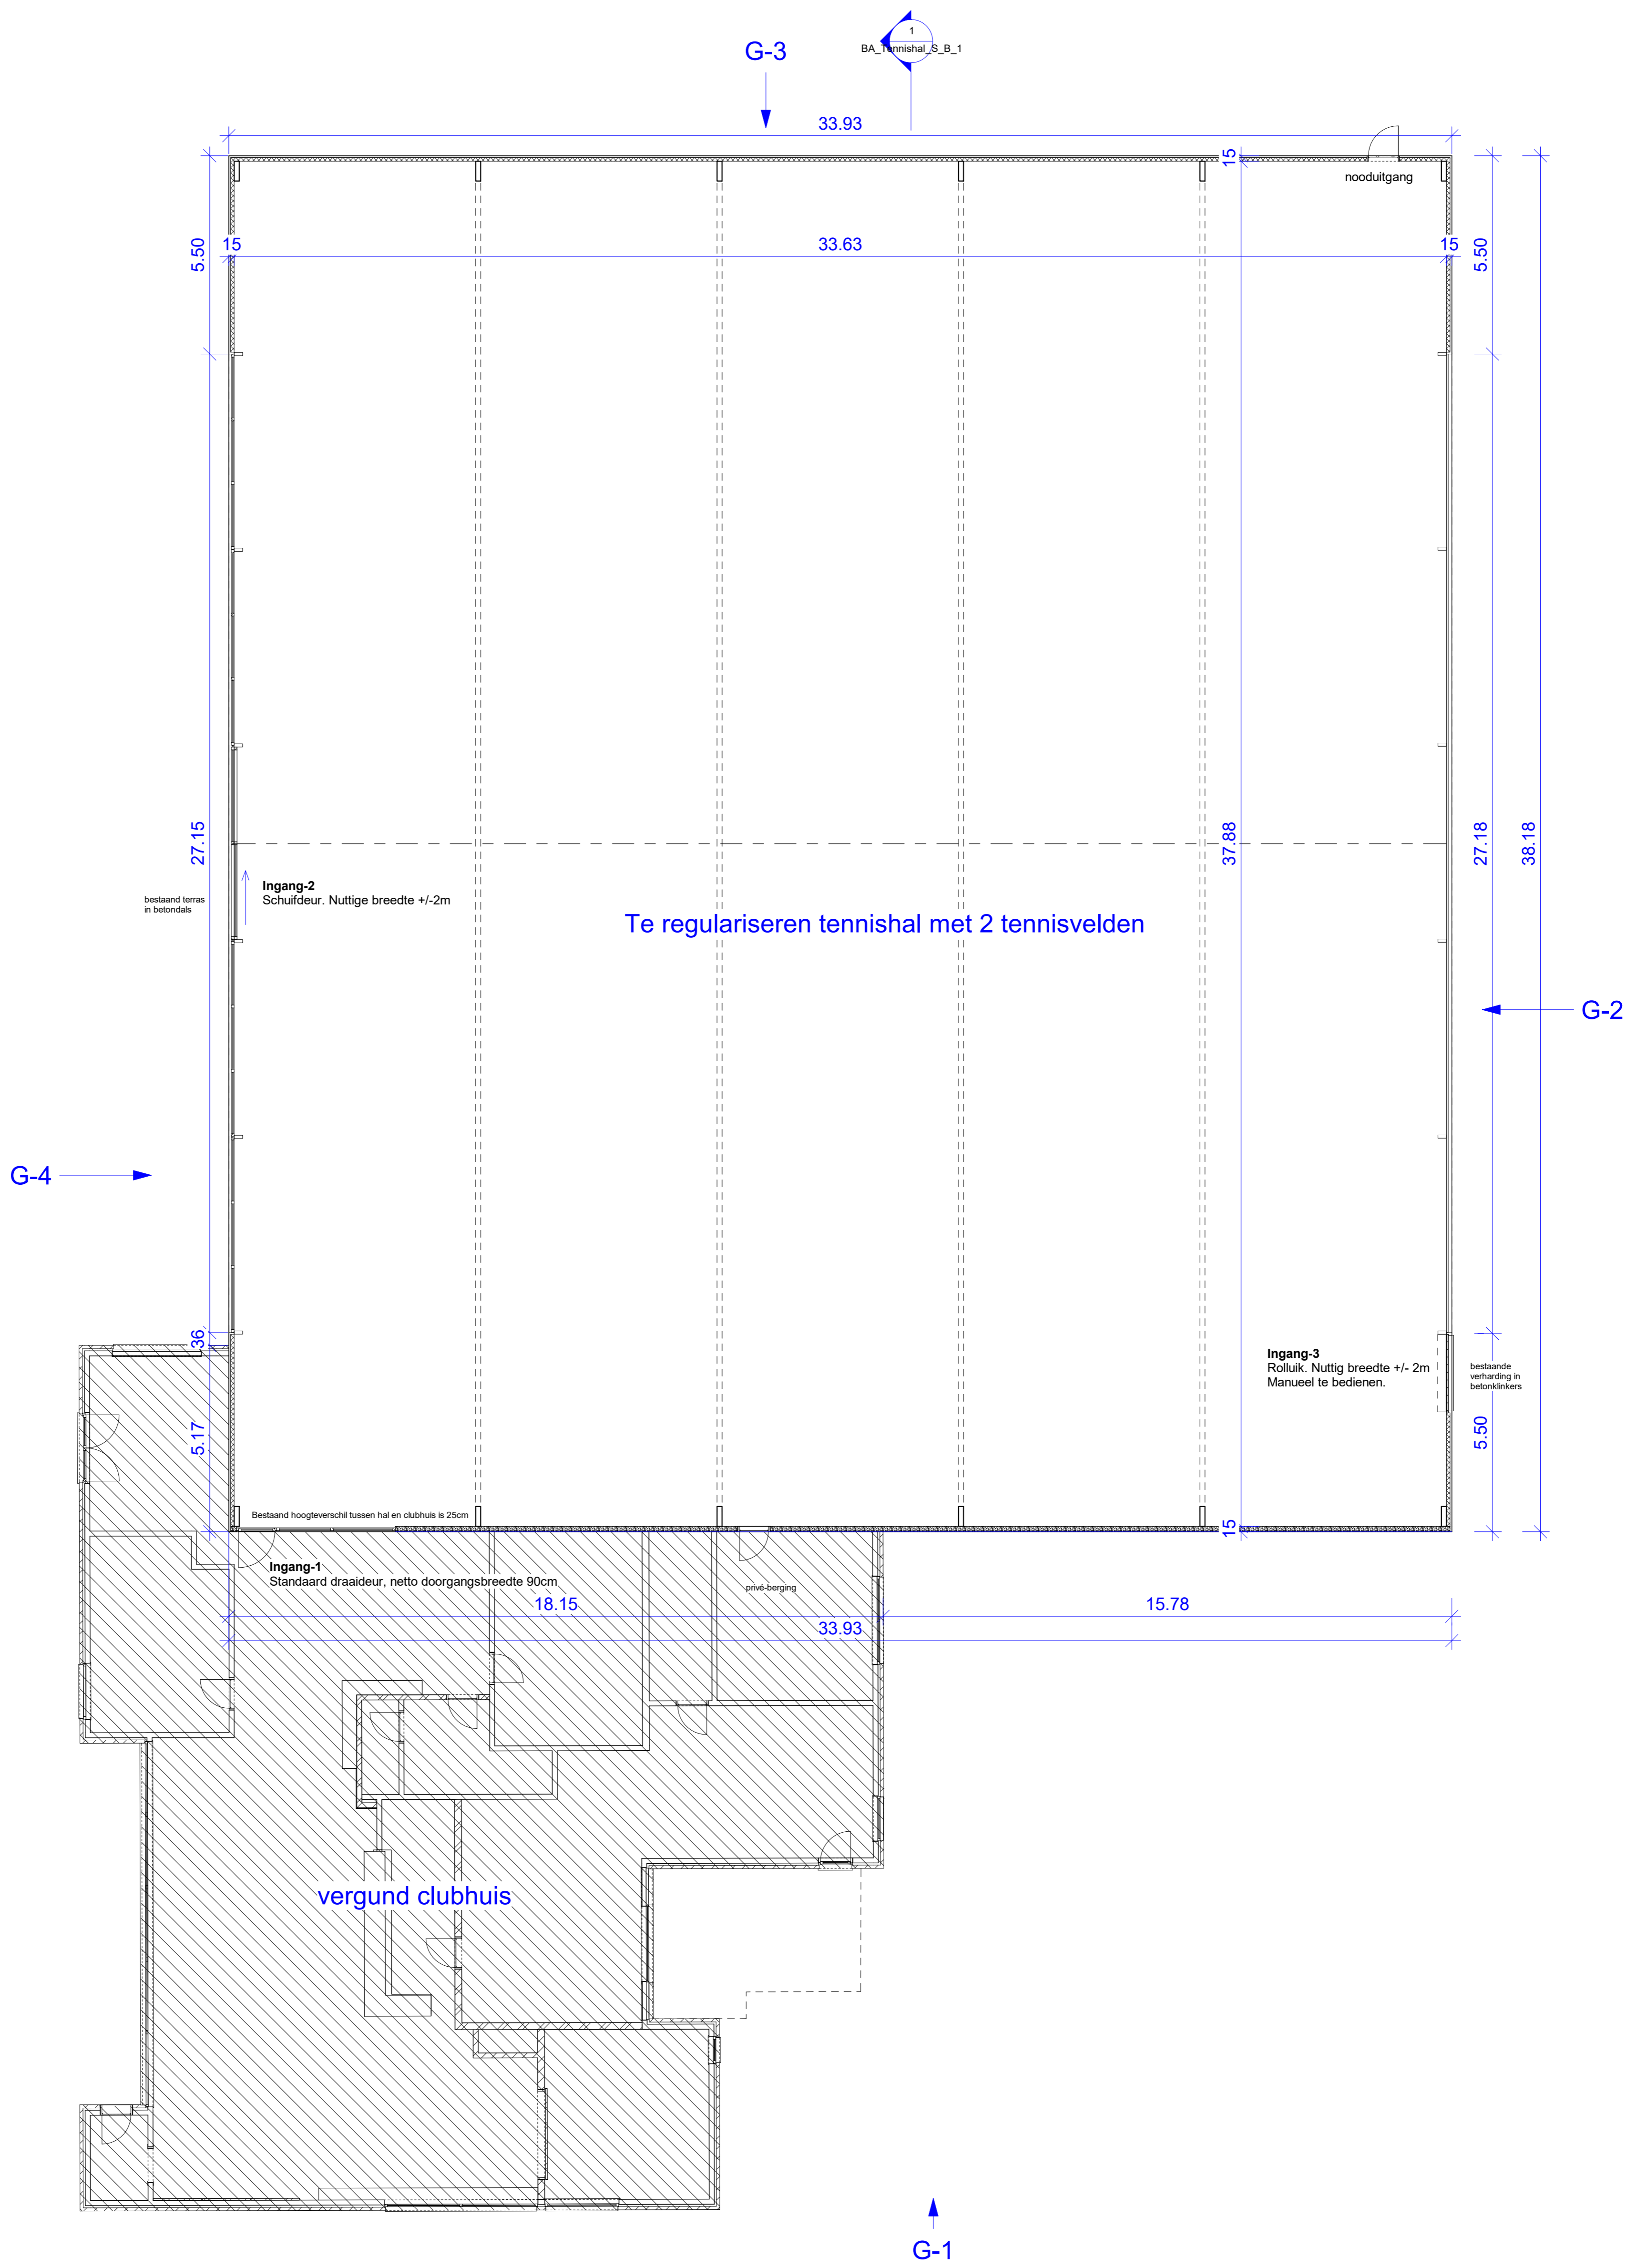 1
BA_Tennishal_S_B_1
G-3
33.93
15
nooduitgang
5.50
15
33.63
15
5.50
27.15
37.88
27.18
38.18
Ingang-2
Schuifdeur. Nuttige breedte +/-2m
bestaand terras
in betondals
Te regulariseren tennishal met 2 tennisvelden
G-2
G-4
36
Ingang-3
Rolluik. Nuttig breedte +/- 2m
Manueel te bedienen.
bestaande
verharding in
betonklinkers
5.17
5.50
Bestaand hoogteverschil tussen hal en clubhuis is 25cm
15
Ingang-1
Standaard draaideur, netto doorgangsbreedte 90cm
privé-berging
18.15
15.78
33.93
vergund clubhuis
G-1